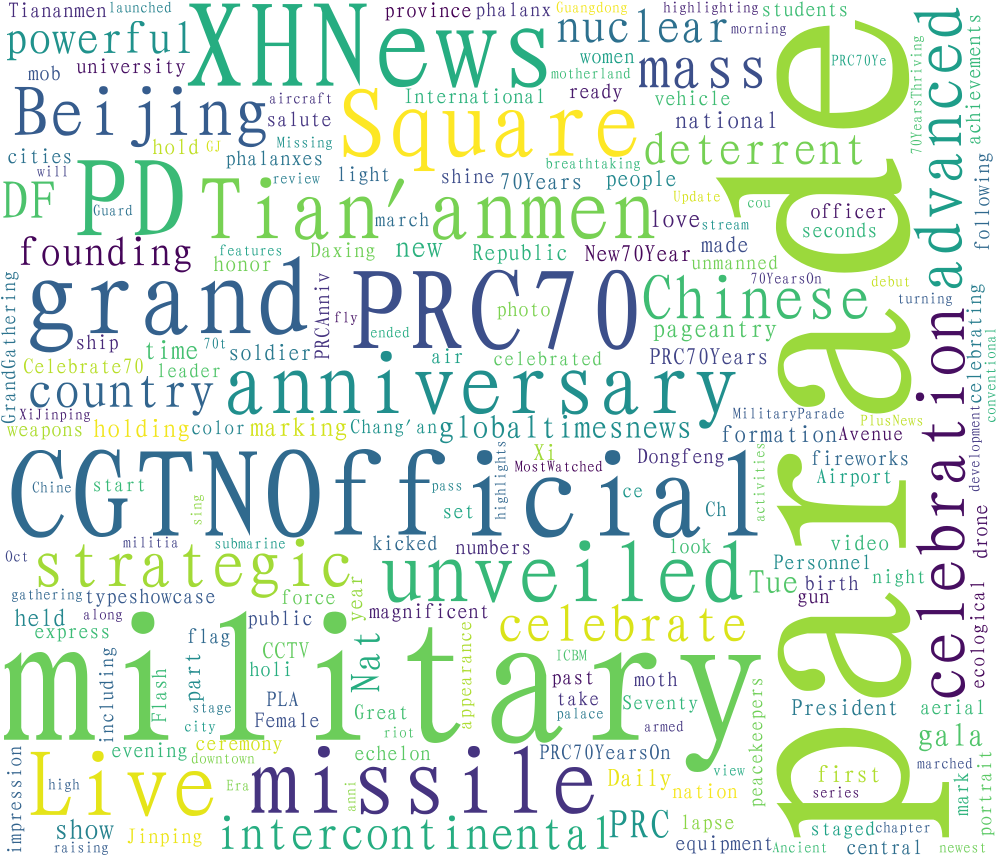 Tiananmen launched
XHNews
province phalanx Guangdong highlighting students
powerful
nuclear
morning
mob university
women
motherland
mass
parade
PRC70Ye
advanced
70YearsThriving
achievements
Beijing
aircraft
salute
International
ready
vehicle
national
Square
hold GJ Missing
cities
will
phalanxes
breathtaking
deterrent
DF
PD
Guard
review light shine 70Years people
Update
cou
officer
seconds
following
Tian'anmen
march
love
stream
founding
features
honor
Daxing
new
Republic
New70Year
made
unmanned
70YearsOn
debut
turning
GrandGathering
grand
PRCAnniv
fly
PRC70
photo
Chinese
pageantry
ship
time
70t
soldier
ended
air
celebrated
PRC70Years
Celebrate70
leader
country
anniversary
celebration
celebrating
conventional
XiJinping
weapons holding color marking Chang'an globaltimesnews
MilitaryParade
PlusNews
formation Avenue
CGTNOfficial
Xi
MostWatched
Dongfeng
fireworks
Airport
development
Chine start
sing
pass
set
highlights
ce
Ch
activities
Oct
militia
submarine
kicked
numbers
look
video
drone
strategic
unveiled
Personnel
Tue birth night
gathering typeshowcase
force
year
gun
held
express
along
public
magnificent
celebrate
ecological
military
including
Flash
part
flag
holi
CCTV
Nat
appearance
ICBM
past
moth
take
Seventy
palace
armed
stage
city
PLA
Female
Great
riot
peacekeepers
President
aerial
impression
evening
ceremony
downtown
echelon
PRC70YearsOn
view
gala
marched
Live
high
Era
missile
anni
Daily
nation
first
series
mark
portrait
show
raising
Jinping
intercontinental
PRC
lapse
equipment
staged chapter
Ancient central newest